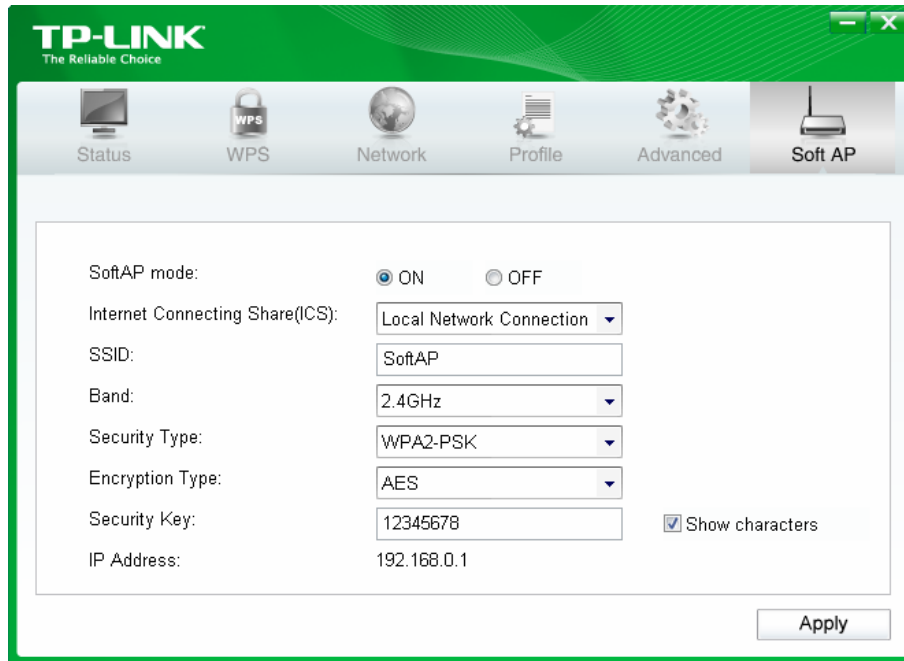 TP-LINK
The Reliable Choice
WPS
Status WPS Network Profile Advanced Soft AP
SoftAP mode: ON OFF
Internet Connecting Share(ICS): Local Network Connection
SSID: SoftAP
Band: 2.4GHz
Security Type: WPA2-PSK
Encryption Type: AES
Security Key: 12345678 Show characters
IP Address: 192.168.0.1
Apply